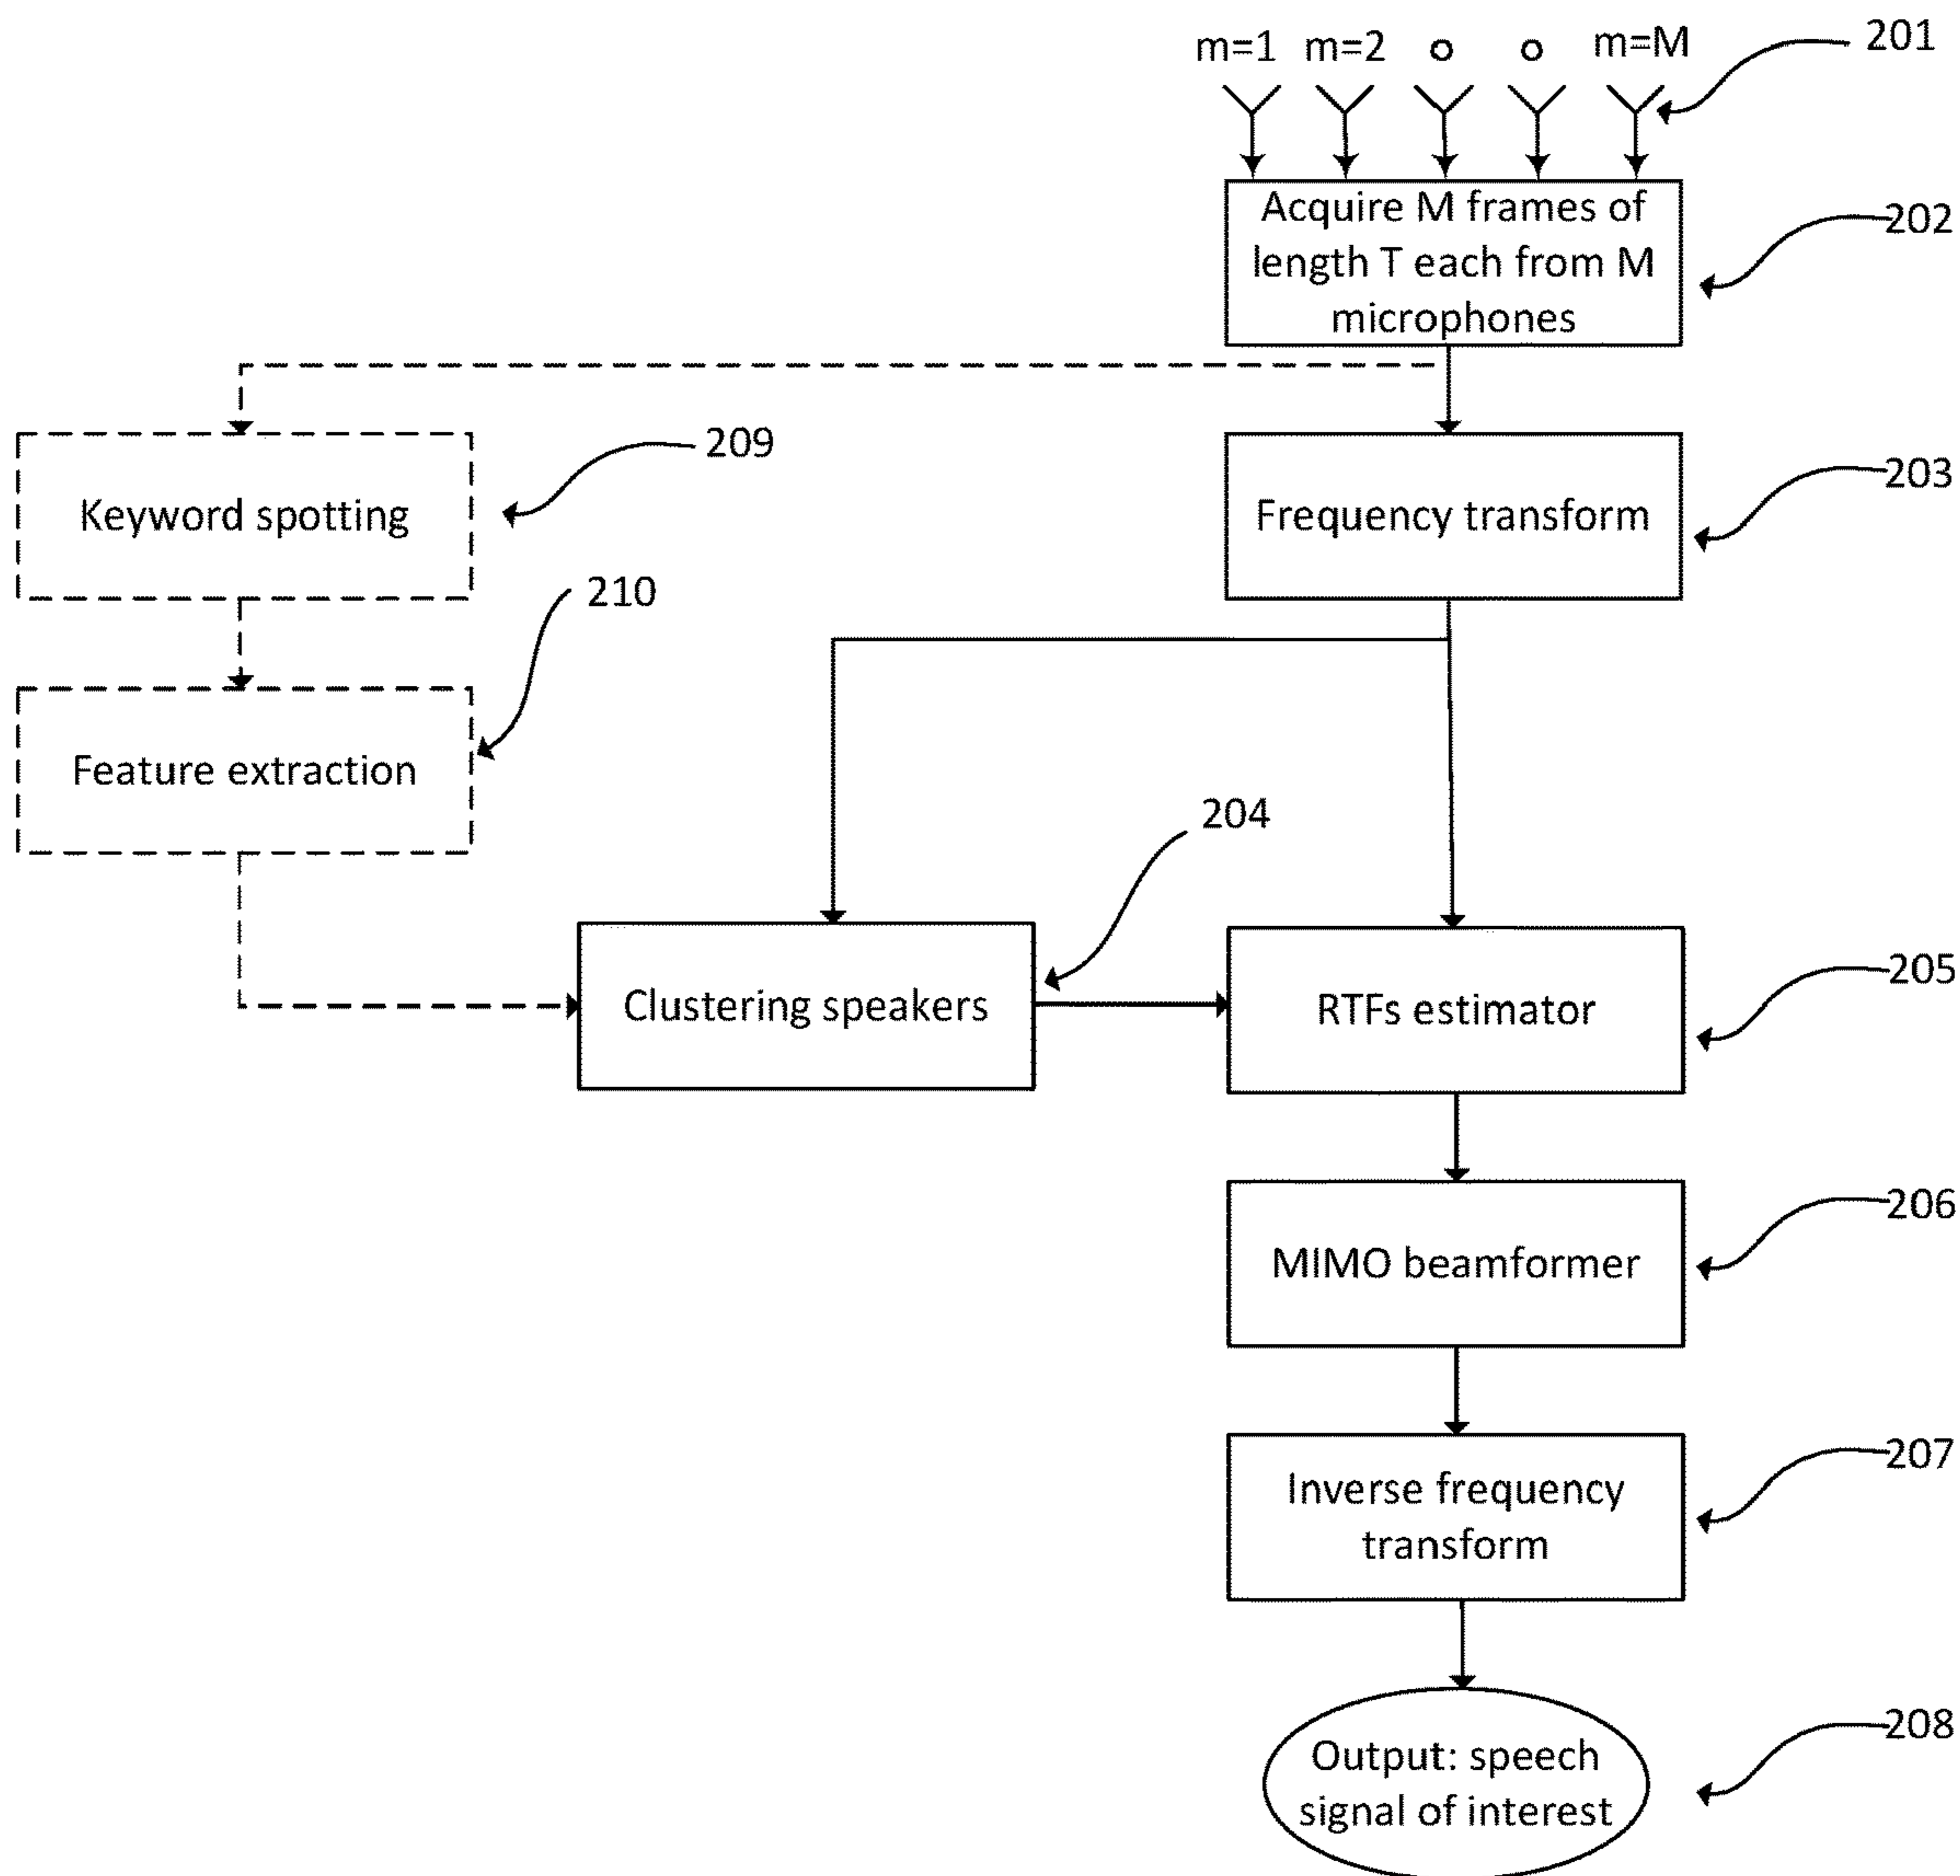 m=1 m=2 o o m=M
201
Acquire M frames of
length T each from M
microphones
202
209
Keyword spotting
Frequency transform
203
210
Feature extraction
204
Clustering speakers
RTFs estimator
205
MIMO beamformer
206
Inverse frequency
transform
207
Output: speech
signal of interest
208